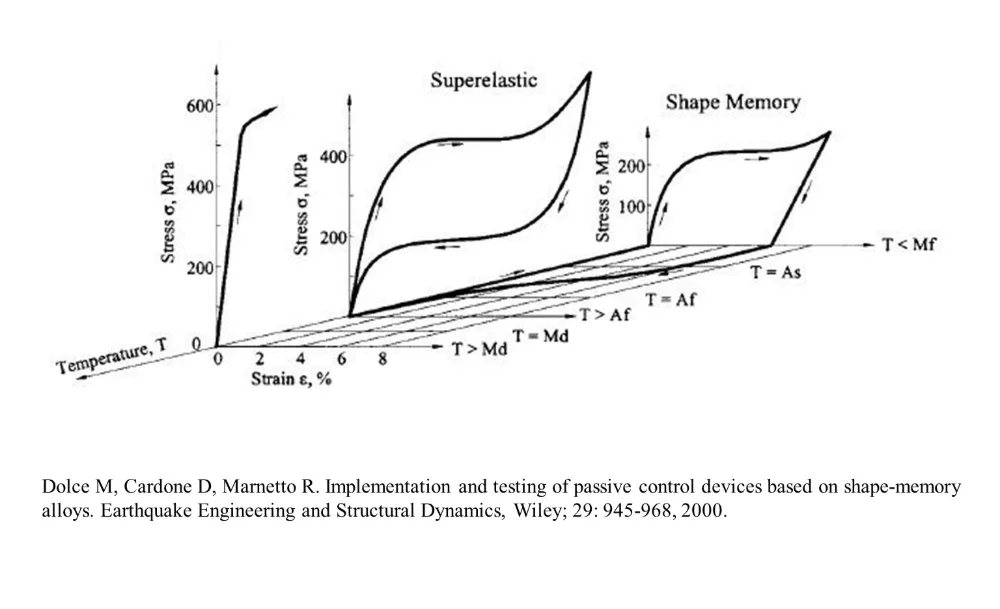 Superelastic
Shape Memory
600
400
200
0
Stress σ, MPa
400
200
Stress σ, MPa
200
100
Stress σ, MPa
T < Mf
T = As
T = Af
T > Af
T = Md
T > Md
Temperature, T
0 2 4 6 8
Strain ε, %
Dolce M, Cardone D, Marnetto R. Implementation and testing of passive control devices based on shape-memory
alloys. Earthquake Engineering and Structural Dynamics, Wiley; 29: 945-968, 2000.